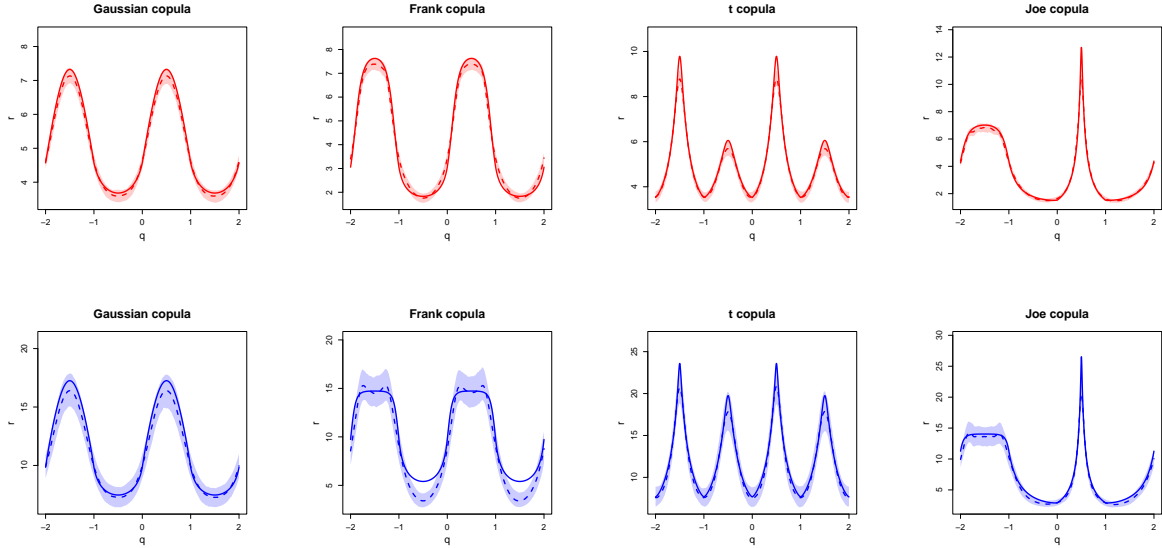 Gaussian copula
r
4 5 6 7 8
−2 −1 0 1 2
q
Frank copula
r
2 3 4 5 6 7 8
−2 −1 0 1 2
q
t copula
r
4 6 8 10
−2 −1 0 1 2
q
Joe copula
r
2 4 6 8 10 12 14
−2 −1 0 1 2
q
Gaussian copula
r
10 15 20
−2 −1 0 1 2
q
Frank copula
r
5 10 15 20
−2 −1 0 1 2
q
t copula
r
10 15 20 25
−2 −1 0 1 2
q
Joe copula
r
5 10 15 20 25 30
−2 −1 0 1 2
q